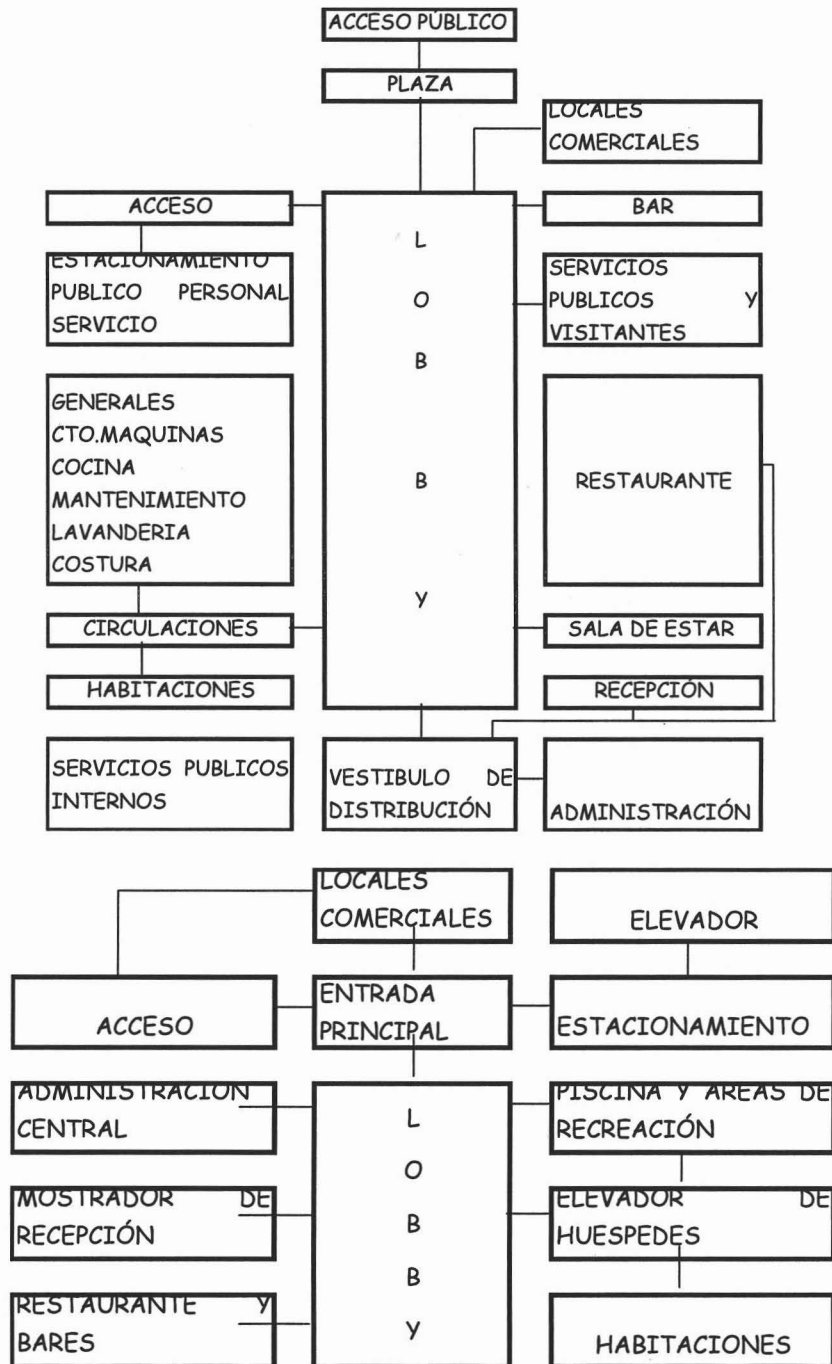 ACCESO PÚBLICO
PLAZA
LOCALES
COMERCIALES
ACCESO
ESTACIONAMIENTO
PUBLICO PERSONAL
SERVICIO
GENERALES
CTO.MAQUINAS
COCINA
MANTENIMIENTO
LAVANDERIA
COSTURA
CIRCULACIONES
HABITACIONES
SERVICIOS PUBLICOS
INTERNOS
L
O
B
B
Y
VESTIBULO DE
DISTRIBUCIÓN
BAR
SERVICIOS
PUBLICOS Y
VISITANTES
RESTAURANTE
SALA DE ESTAR
RECEPCIÓN
ADMINISTRACIÓN
LOCALES
COMERCIALES
ELEVADOR
ACCESO
ENTRADA
PRINCIPAL
ESTACIONAMIENTO
ADMINISTRACION
CENTRAL
MOSTRADOR DE
RECEPCIÓN
RESTAURANTE Y
BARES
L
O
B
B
Y
PISCINA Y AREAS DE
RECREACIÓN
ELEVADOR DE
HUESPEDES
HABITACIONES